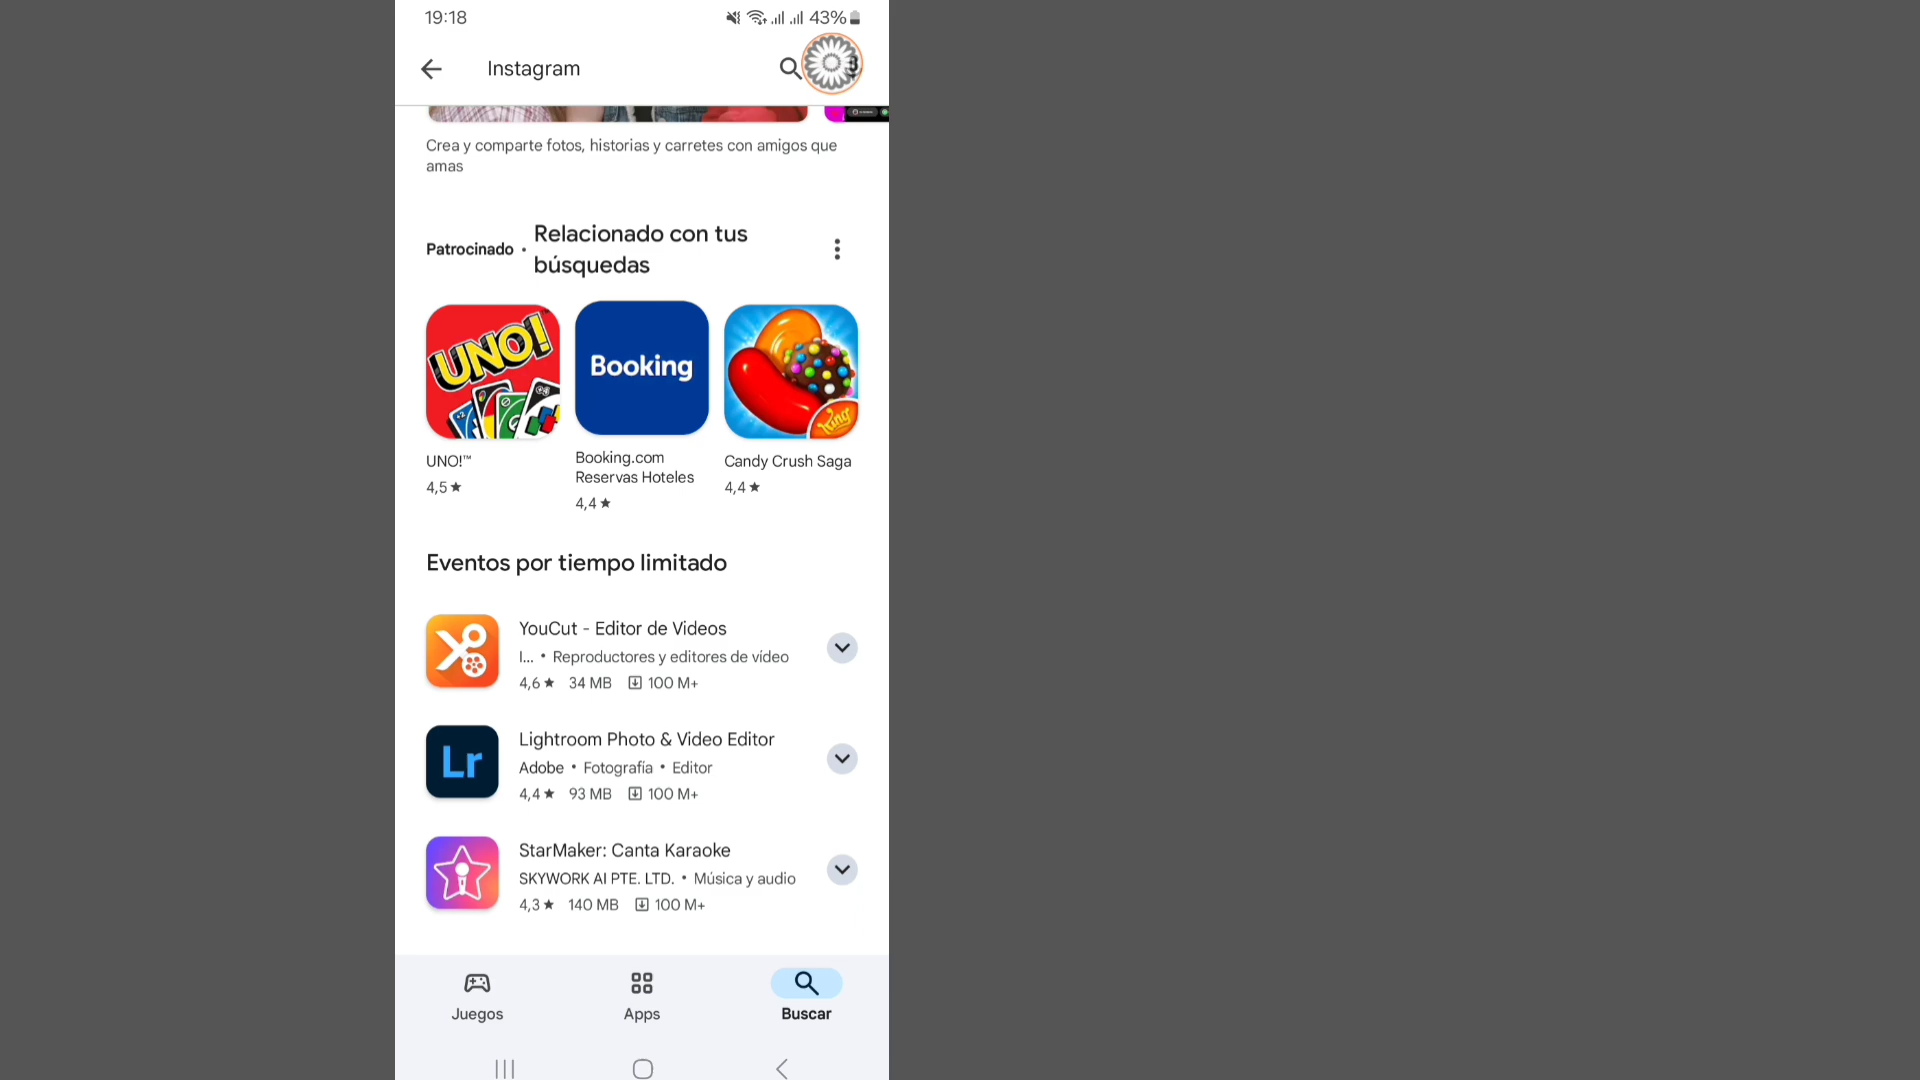 19:18
43%
Instagram
Crea y comparte fotos, historias y carretes con amigos que
amas
Patrocinado •
Relacionado con tus
búsquedas
UNO!
Booking
King
UNO!™
4,5 ★
Booking.com
Reservas Hoteles
4,4 ★
Candy Crush Saga
4,4 ★
Eventos por tiempo limitado
YouCut - Editor de Videos
I... • Reproductores y editores de vídeo
4,6 ★ 34 MB 100 M+
Lr
Lightroom Photo & Video Editor
Adobe • Fotografía • Editor
4,4 ★ 93 MB 100 M+
StarMaker: Canta Karaoke
SKYWORK AI PTE. LTD. • Música y audio
4,3 ★ 140 MB 100 M+
Juegos
Apps
Buscar